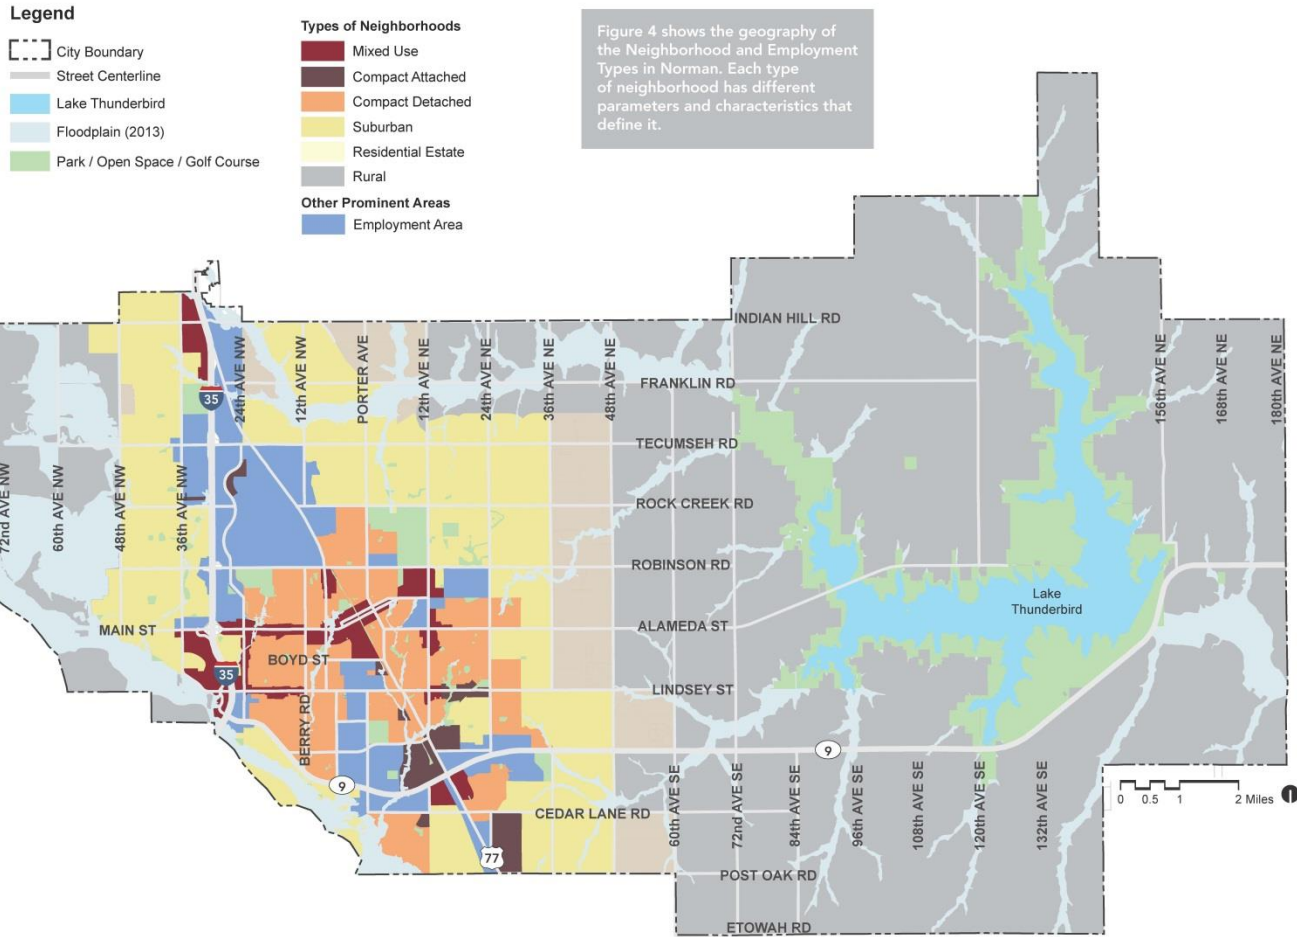 Legend
City Boundary
Street Centerline
Lake Thunderbird
Floodplain (2013)
Park / Open Space / Golf Course
Types of Neighborhoods
Mixed Use
Compact Attached
Compact Detached
Suburban
Residential Estate
Rural
Other Prominent Areas
Employment Area
Figure 4 shows the geography of
the Neighborhood and Employment
Types in Norman. Each type
of neighborhood has different
parameters and characteristics that
define it.
INDIAN HILL RD
FRANKLIN RD
TECUMSEH RD
ROCK CREEK RD
ROBINSON RD
ALAMEDA ST
LINDSEY ST
MAIN ST
BOYD ST
BERRY RD
CEDAR LANE RD
POST OAK RD
ETOWAH RD
72nd AVE NW
60th AVE NW
48th AVE NW
36th AVE NW
24th AVE NW
12th AVE NW
PORTER AVE
12th AVE NE
24th AVE NE
36th AVE NE
48th AVE NE
156th AVE NE
168th AVE NE
180th AVE NE
60th AVE SE
72nd AVE SE
84th AVE SE
96th AVE SE
108th AVE SE
120th AVE SE
132th AVE SE
35
35
9
9
77
Lake
Thunderbird
0 0.5 1 2 Miles